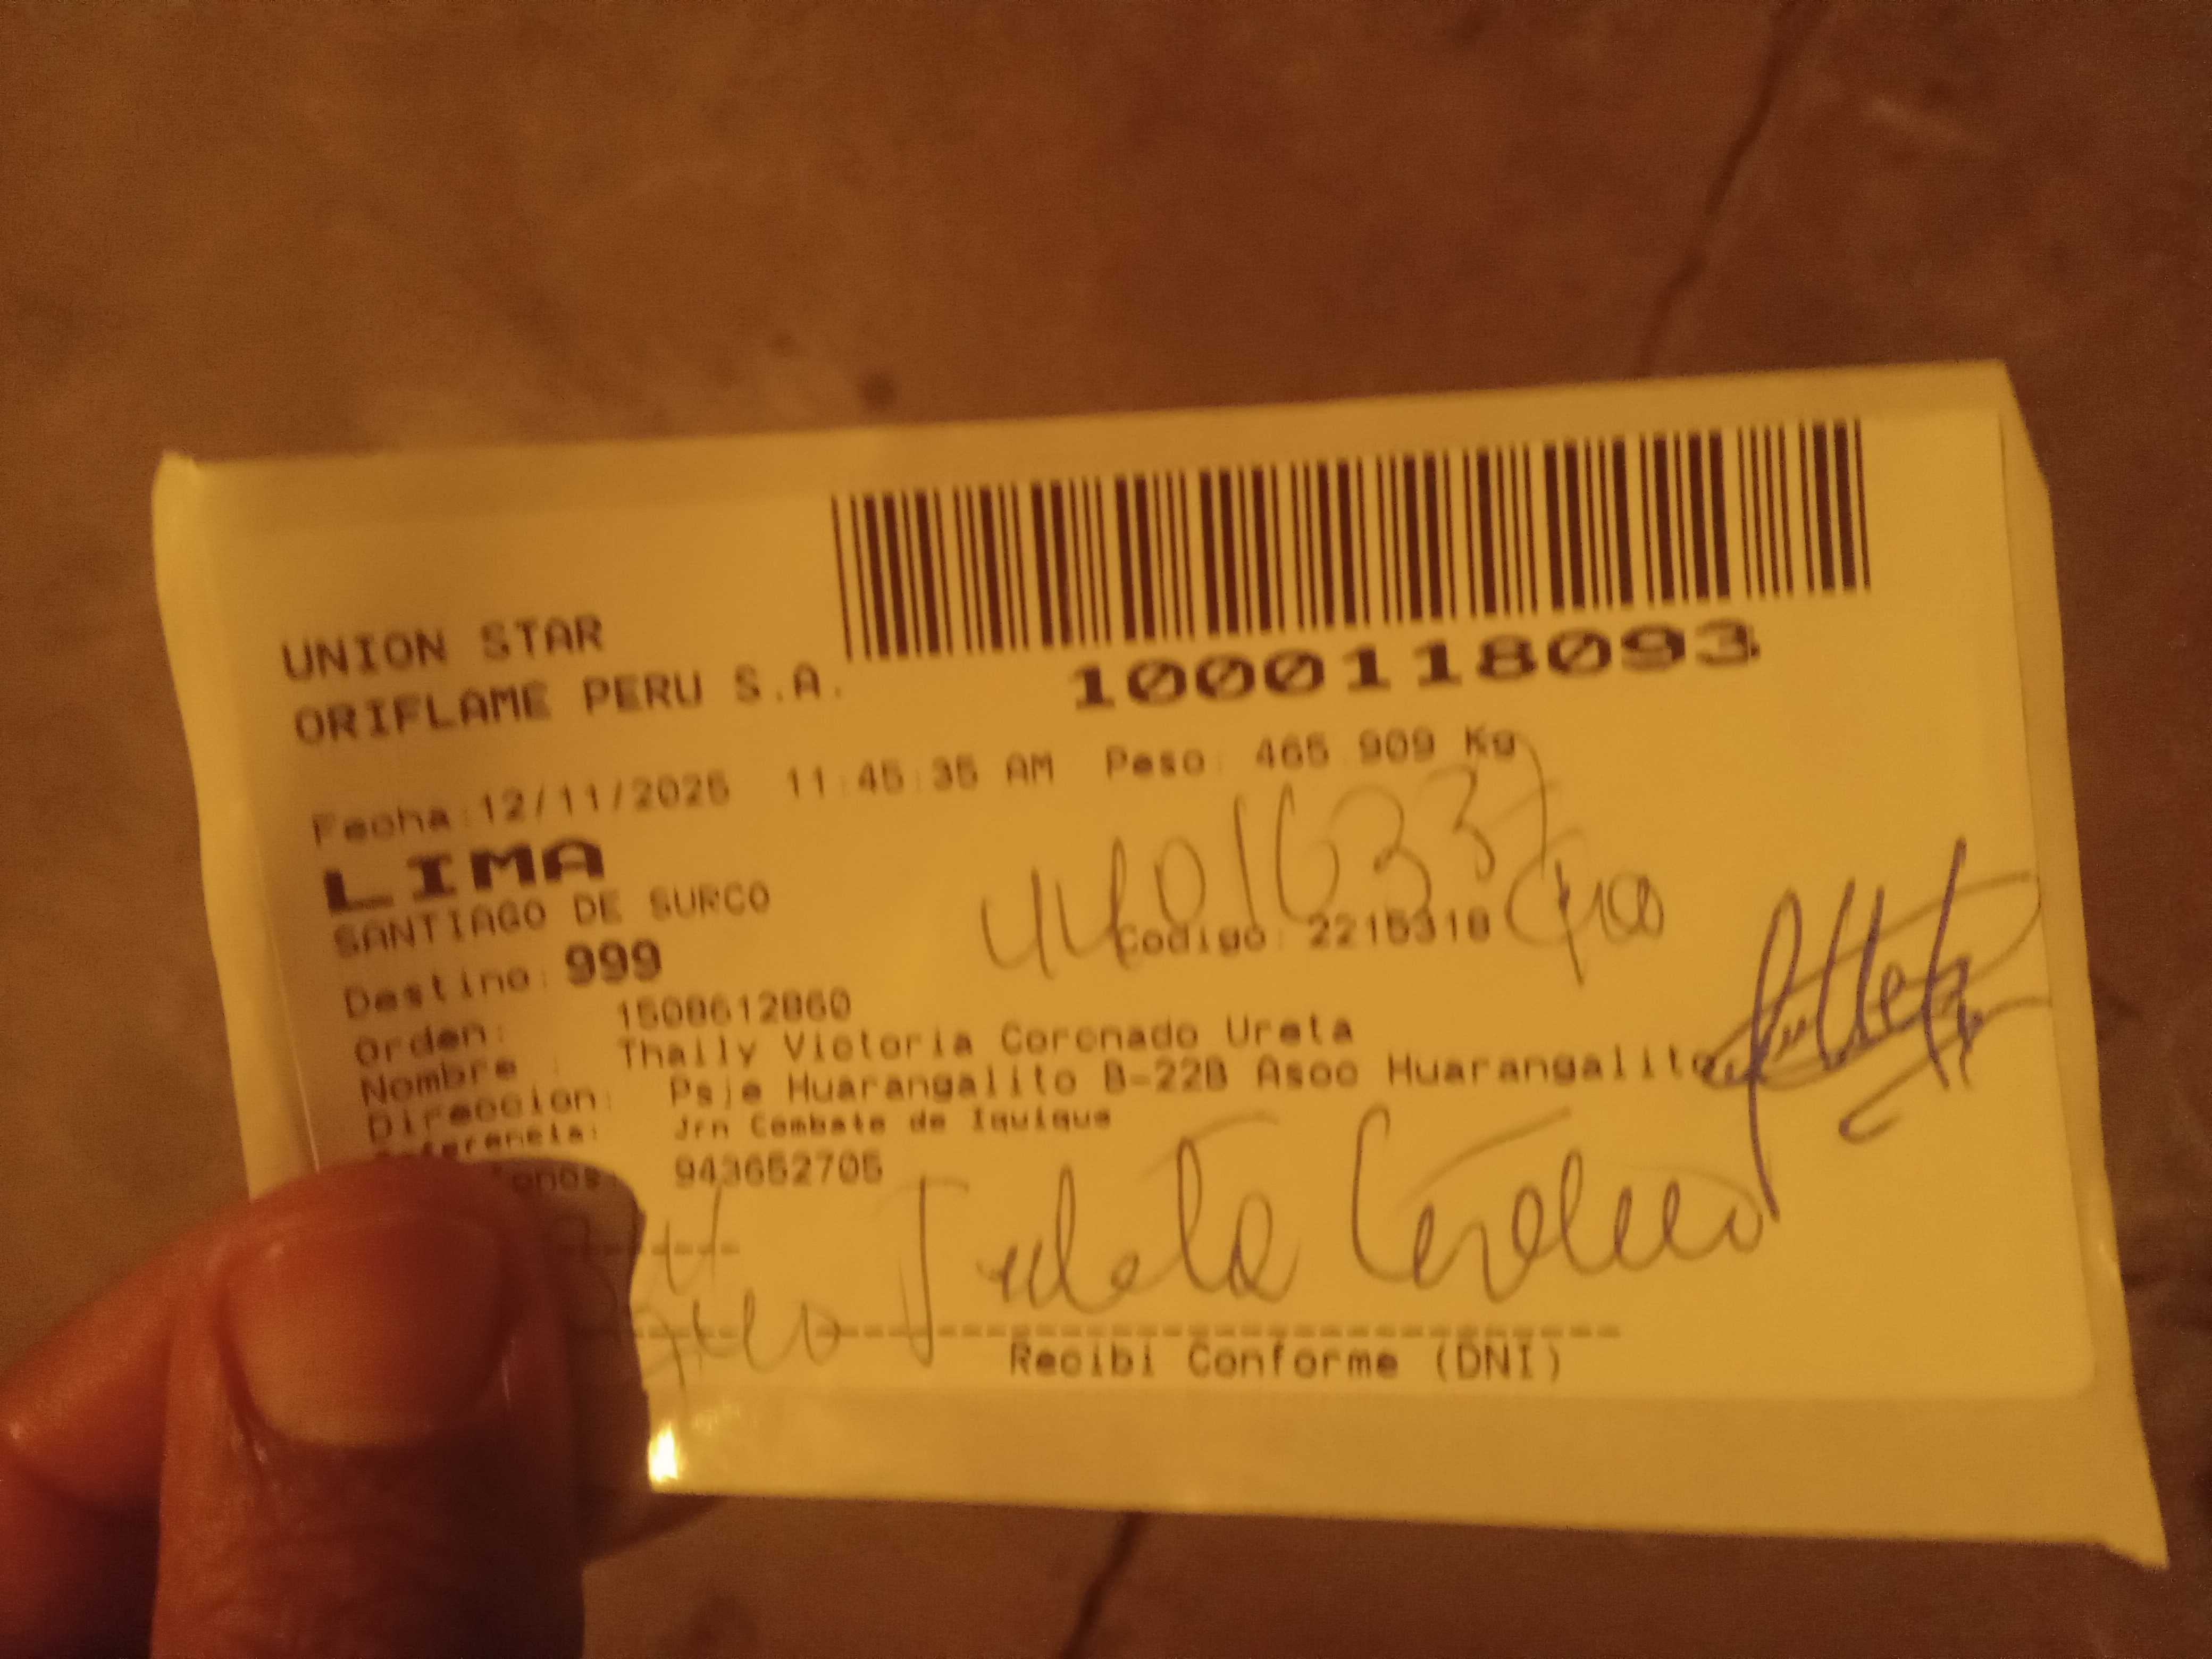 1000118093
UNION STAR
ORIFLAME PERU S.A.
Fecha:12/11/2025 11:45:35 AM Peso: 465.909 Kg
LIMA
SANTIAGO DE SURCO
Codigo: 2215318
Destino: 999
Orden: 1508612860
Nombre : Thaily Victoria Coronado Ureta
Direccion: Psje Huarangalito B-22B Asoc Huarangalito
Jrn Combate de Iquique
943652705
Recibi Conforme (DNI)